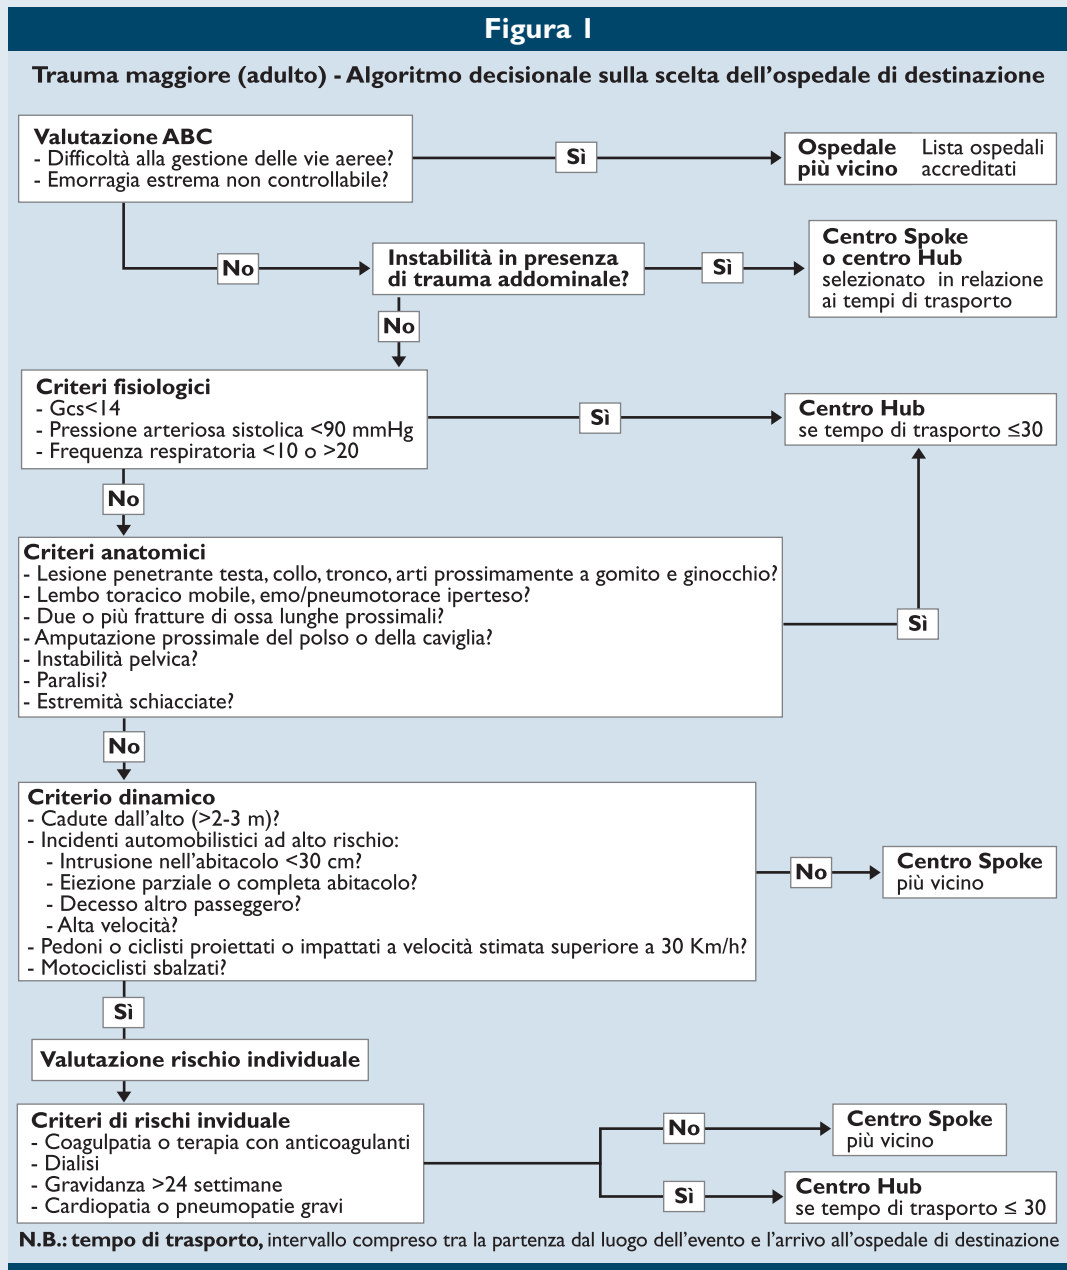 Figura 1
Trauma maggiore (adulto) - Algoritmo decisionale sulla scelta dell'ospedale di destinazione
Valutazione ABC
- Difficoltà alla gestione delle vie aeree?
- Emorragia estrema non controllabile?
Sì
Ospedale più vicino
Lista ospedali accreditati
No
Instabilità in presenza
di trauma addominale?
Sì
Centro Spoke
o centro Hub
selezionato in relazione
ai tempi di trasporto
No
Criteri fisiologici
- Gcs<14
- Pressione arteriosa sistolica <90 mmHg
- Frequenza respiratoria <10 o >20
Sì
Centro Hub
se tempo di trasporto ≤30
No
Criteri anatomici
- Lesione penetrante testa, collo, tronco, arti prossimamente a gomito e ginocchio?
- Lembo toracico mobile, emo/pneumotorace iperteso?
- Due o più fratture di ossa lunghe prossimali?
- Amputazione prossimale del polso o della caviglia?
- Instabilità pelvica?
- Paralisi?
- Estremità schiacciate?
Sì
No
Criterio dinamico
- Cadute dall'alto (>2-3 m)?
- Incidenti automobilistici ad alto rischio:
- Intrusione nell'abitacolo <30 cm?
- Eiezione parziale o completa abitacolo?
- Decesso altro passeggero?
- Alta velocità?
- Pedoni o ciclisti proiettati o impattati a velocità stimata superiore a 30 Km/h?
- Motociclisti sbalzati?
No
Centro Spoke
più vicino
Sì
Valutazione rischio individuale
Criteri di rischi inviduale
- Coagulpatia o terapia con anticoagulanti
- Dialisi
- Gravidanza >24 settimane
- Cardiopatia o pneumopatie gravi
No
Centro Spoke
più vicino
Sì
Centro Hub
se tempo di trasporto ≤ 30
N.B.: tempo di trasporto, intervallo compreso tra la partenza dal luogo dell'evento e l'arrivo all'ospedale di destinazione